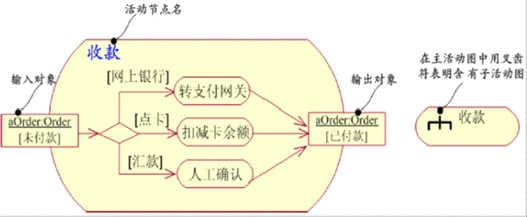 活动节点名
收款
输入对象
[网上银行]
转支付网关
输出对象
aOrder:Order
[未付款]
[点卡]
扣减卡余额
aOrder:Order
[已付款]
[汇款]
人工确认
在主活动图中用叉齿
符表明含有子活动图
收款